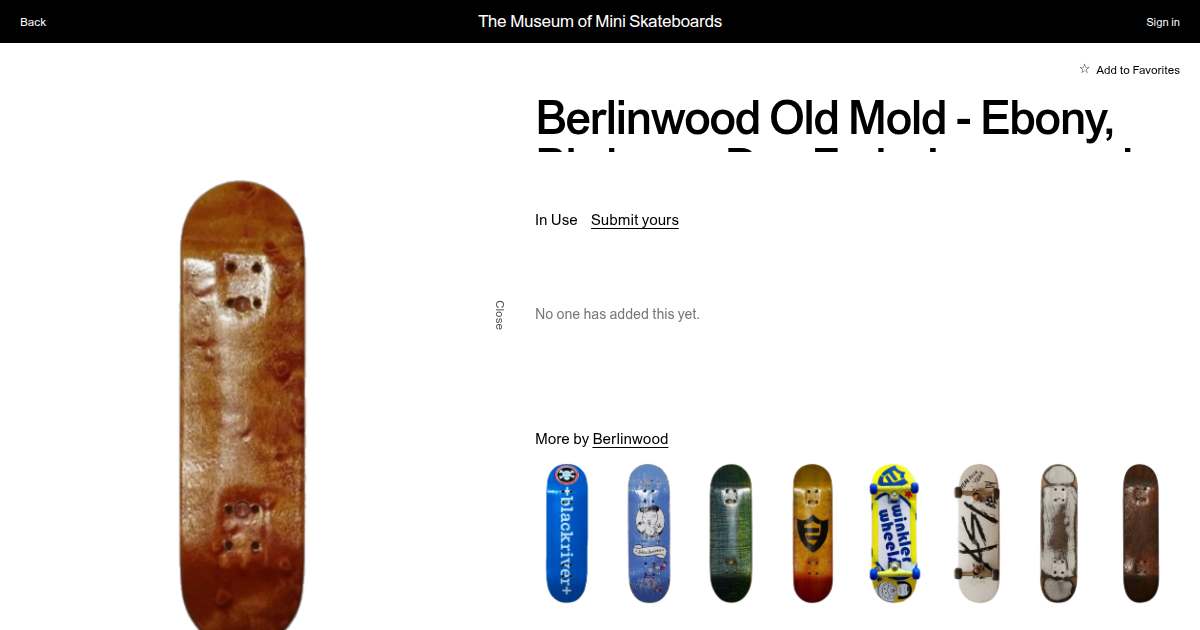 Back
The Museum of Mini Skateboards
Sign in
☆ Add to Favorites
Berlinwood Old Mold - Ebony,
In Use Submit yours
Close
No one has added this yet.
More by Berlinwood
+blackriver+
winkler
wheels